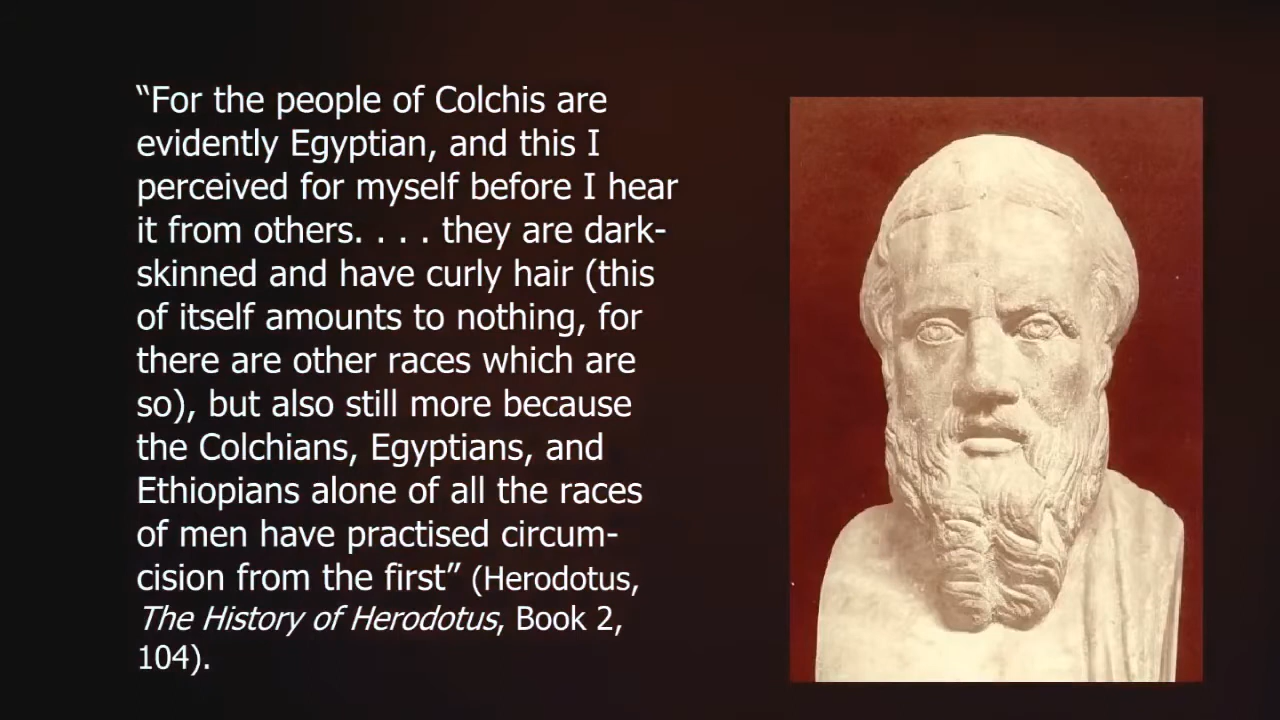 “For the people of Colchis are
evidently Egyptian, and this I
perceived for myself before I hear
it from others. . . . they are dark-
skinned and have curly hair (this
of itself amounts to nothing, for
there are other races which are
so), but also still more because
the Colchians, Egyptians, and
Ethiopians alone of all the races
of men have practised circum-
cision from the first” (Herodotus,
The History of Herodotus, Book 2,
104).